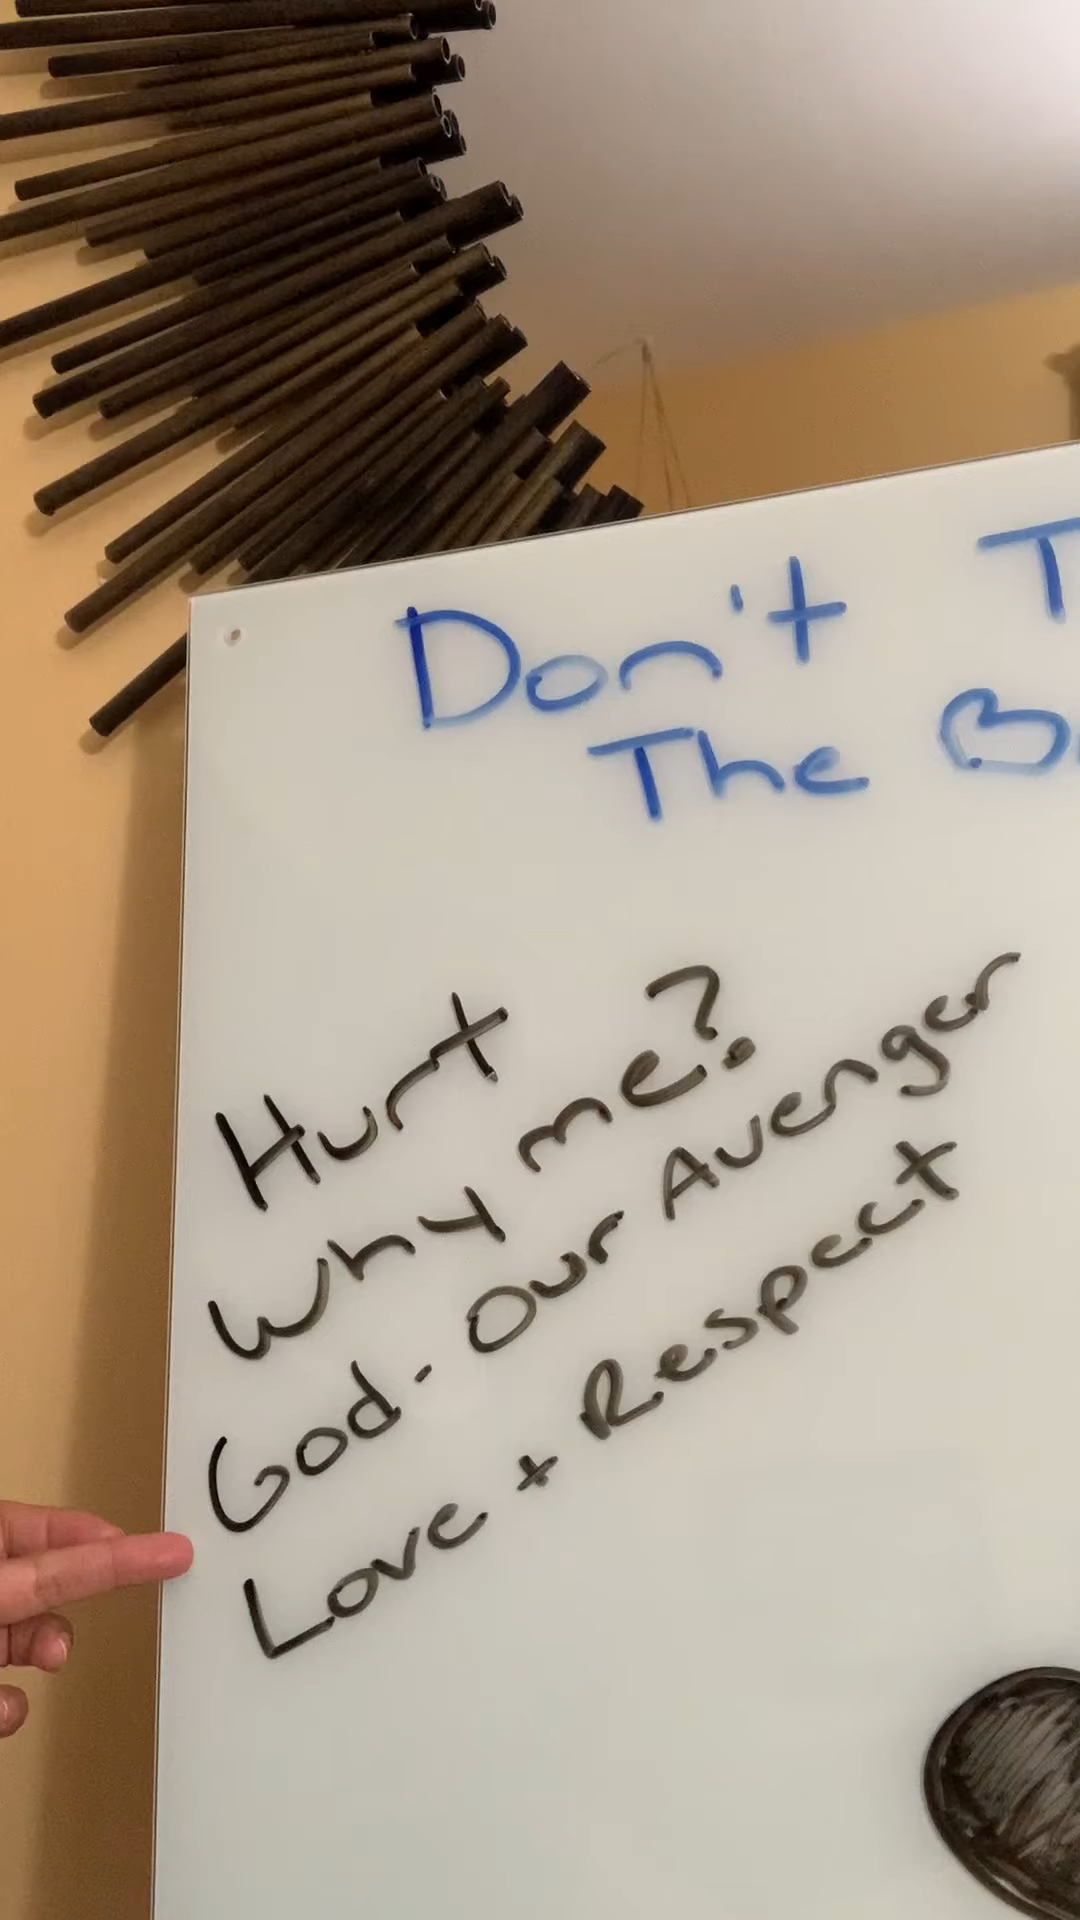 Don't T
The B
Hurt
Why me?
God - Our Avenger
Love + Respect